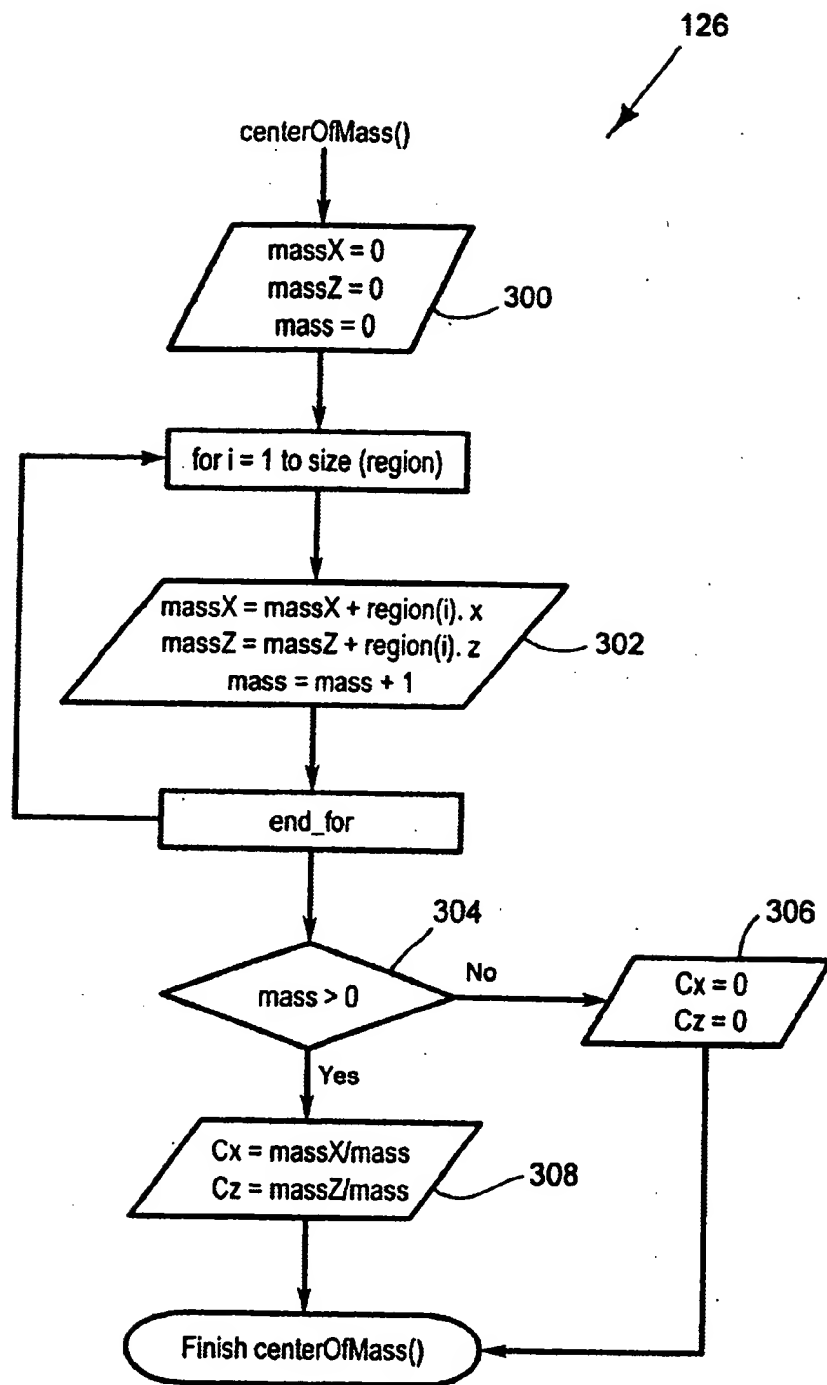 126
centerOfMass()
massX = 0
massZ = 0
mass = 0
300
for i = 1 to size (region)
massX = massX + region(i). x
massZ = massZ + region(i). z
mass = mass + 1
302
end_for
304
mass > 0
No
306
Cx = 0
Cz = 0
Yes
Cx = massX/mass
Cz = massZ/mass
308
Finish centerOfMass()